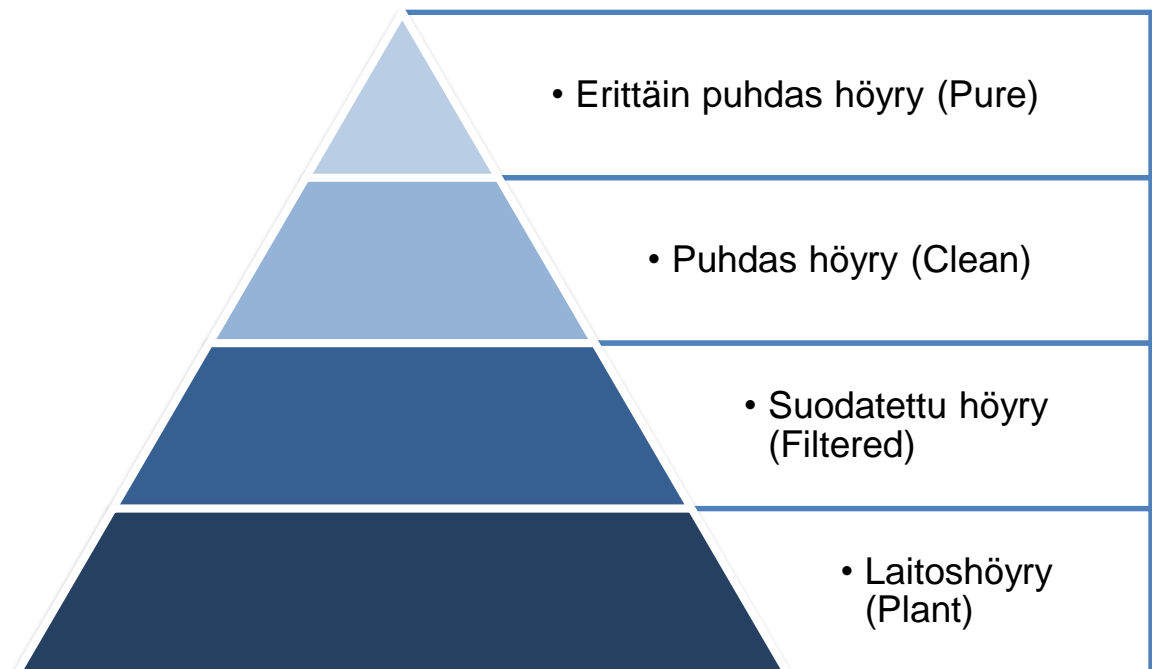 • Erittäin puhdas höyry (Pure)
• Puhdas höyry (Clean)
• Suodatettu höyry
(Filtered)
• Laitoshöyry
(Plant)